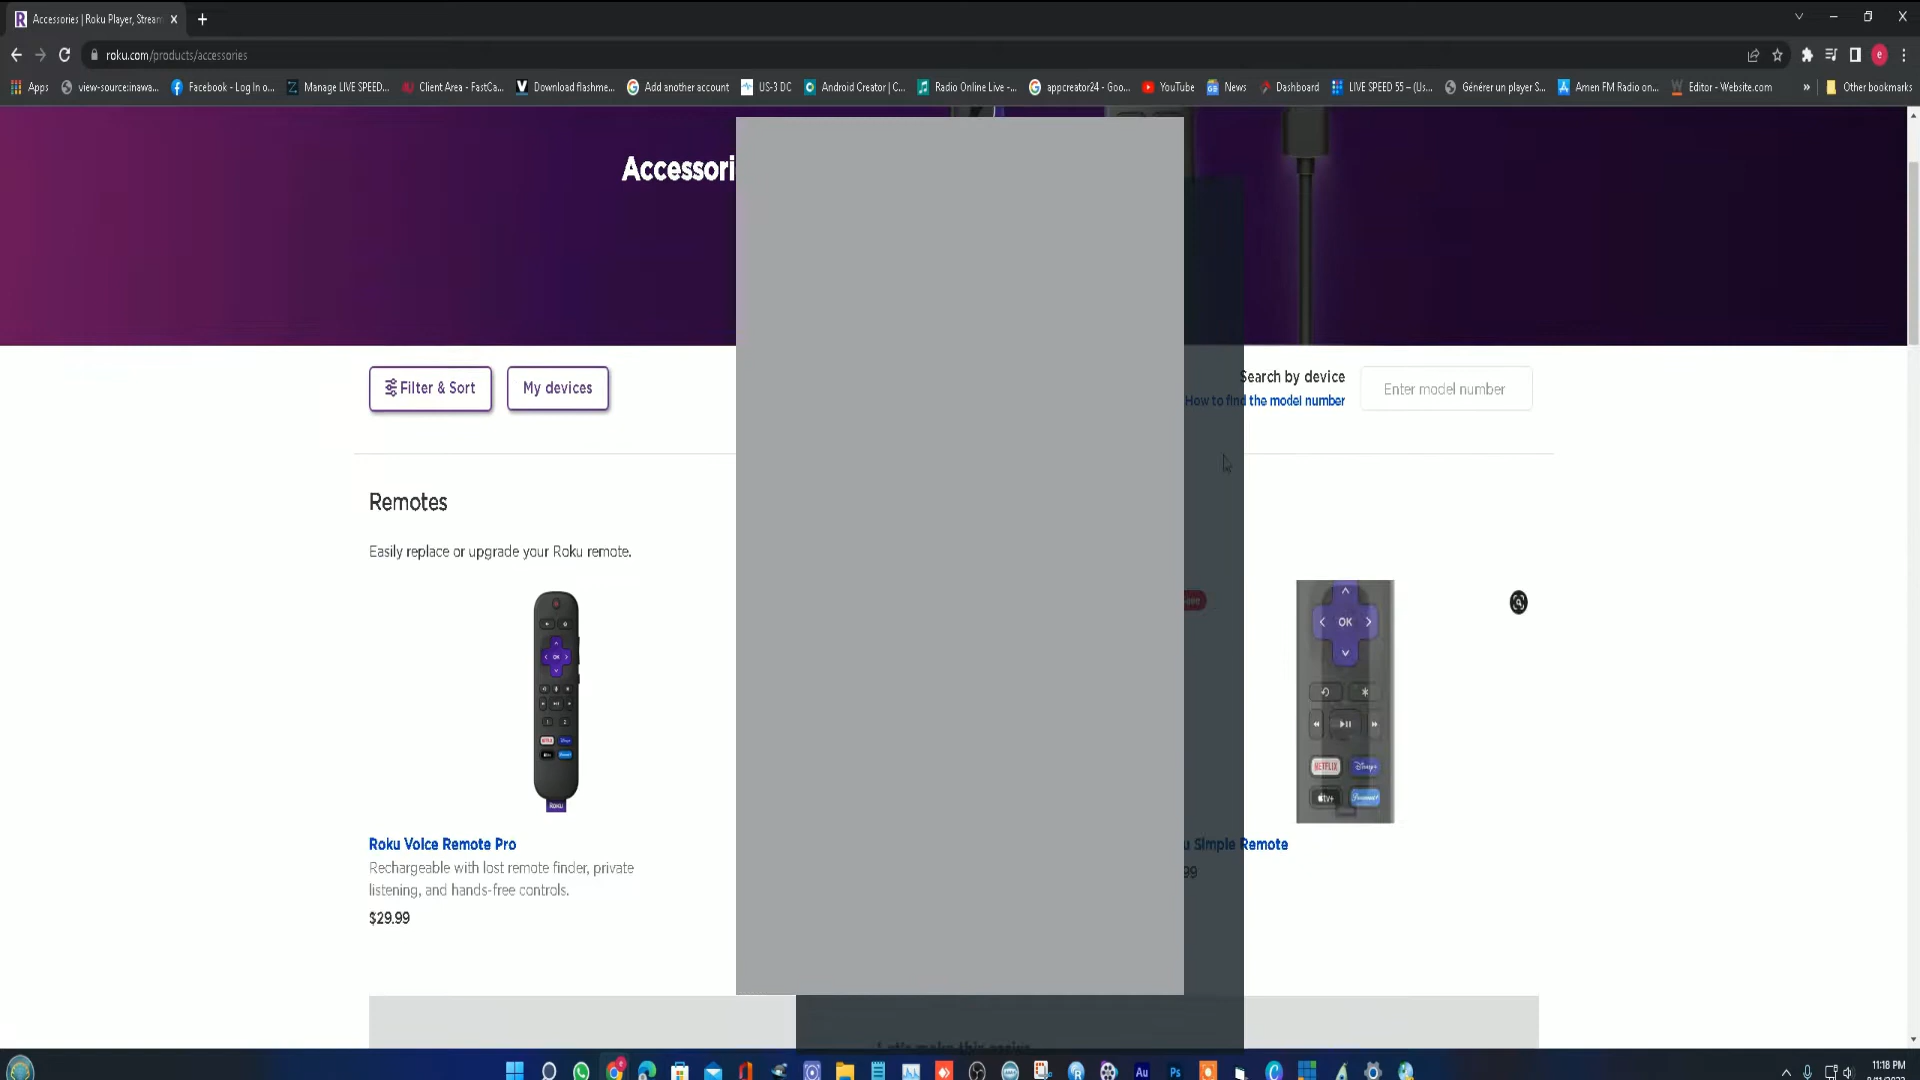 Accessories | Roku Player, Stream
roku.com/products/accessories
Apps
view-source:inawa...
Facebook - Log In o...
Manage LIVE SPEED...
Client Area - FastCa...
Download flashme...
Add another account
US-3 DC
Android Creator | C...
Radio Online Live -...
appcreator24 - Goo...
YouTube
News
Dashboard
LIVE SPEED 55 – (Us...
Générer un player S...
Amen FM Radio on...
Editor - Website.com
»
Other bookmarks
Accessori
Filter & Sort
My devices
Search by device
How to find the model number
Enter model number
Remotes
Easily replace or upgrade your Roku remote.
OK
OK
NETFLIX
Disney+
tv+
Paramount+
Roku
Roku Voice Remote Pro
Rechargeable with lost remote finder, private
listening, and hands-free controls.
$29.99
u Simple Remote
99
11:18 PM